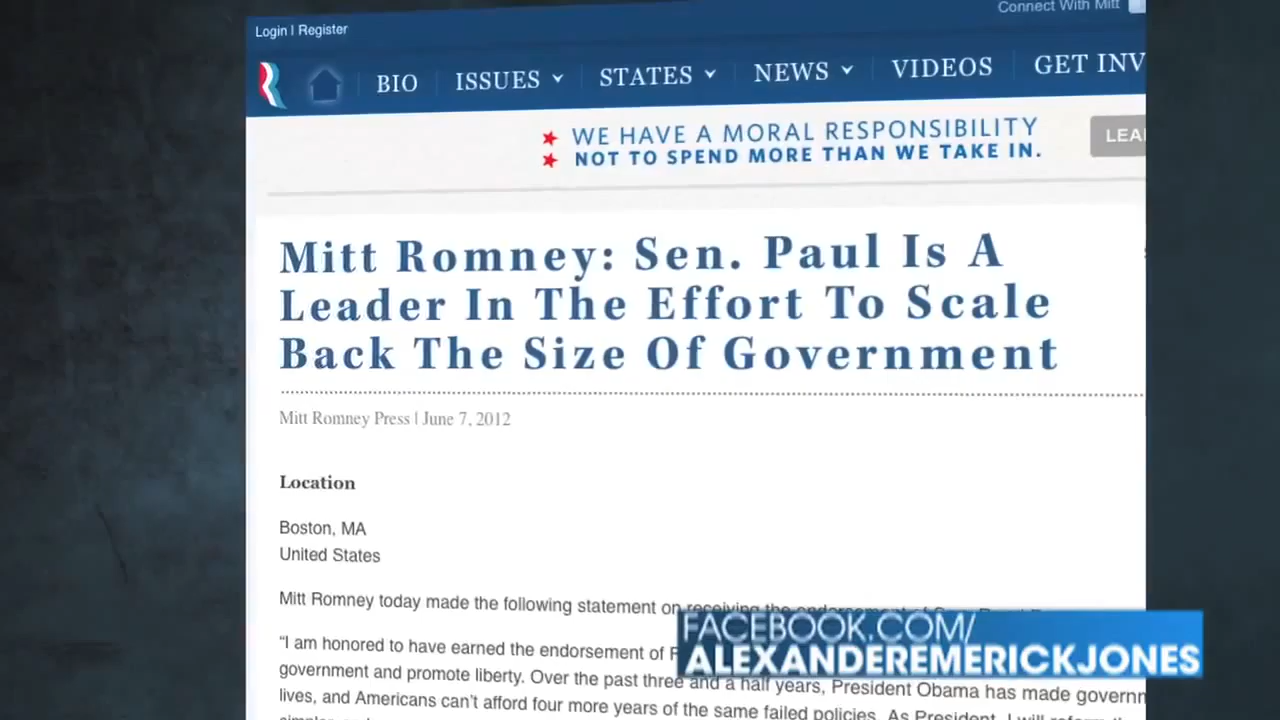 Connect With Mitt
Login | Register
BIO ISSUES STATES NEWS VIDEOS GET INV
WE HAVE A MORAL RESPONSIBILITY
NOT TO SPEND MORE THAN WE TAKE IN.
LEA
Mitt Romney: Sen. Paul Is A
Leader In The Effort To Scale
Back The Size Of Government
Mitt Romney Press | June 7, 2012
Location
Boston, MA
United States
Mitt Romney today made the following statement on receiving the endorsement of
“I am honored to have earned the endorsement of
government and promote liberty. Over the past three and a half years, President Obama has made governm
lives, and Americans can’t afford four more years of the same failed policies. As President, I will
FACEBOOK.COM/
ALEXANDEREMERICKJONES